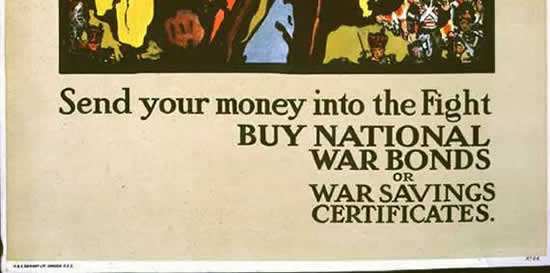 Send your money into the Fight
BUY NATIONAL
WAR BONDS
OR
WAR SAVINGS
CERTIFICATES.